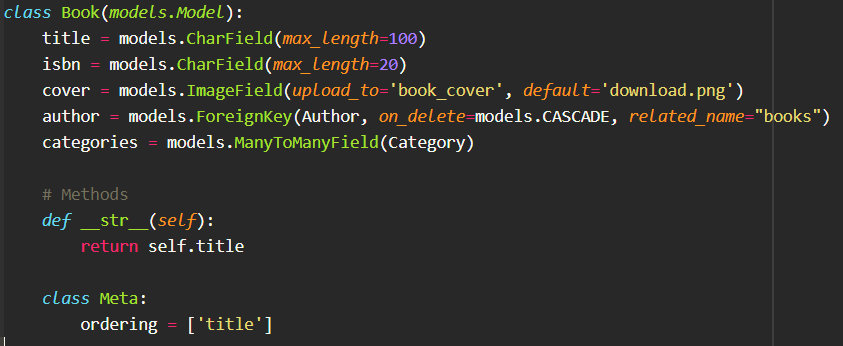 class Book(models.Model):
    title = models.CharField(max_length=100)
    isbn = models.CharField(max_length=20)
    cover = models.ImageField(upload_to='book_cover', default='download.png')
    author = models.ForeignKey(Author, on_delete=models.CASCADE, related_name="books")
    categories = models.ManyToManyField(Category)

    # Methods
    def __str__(self):
        return self.title

    class Meta:
        ordering = ['title']